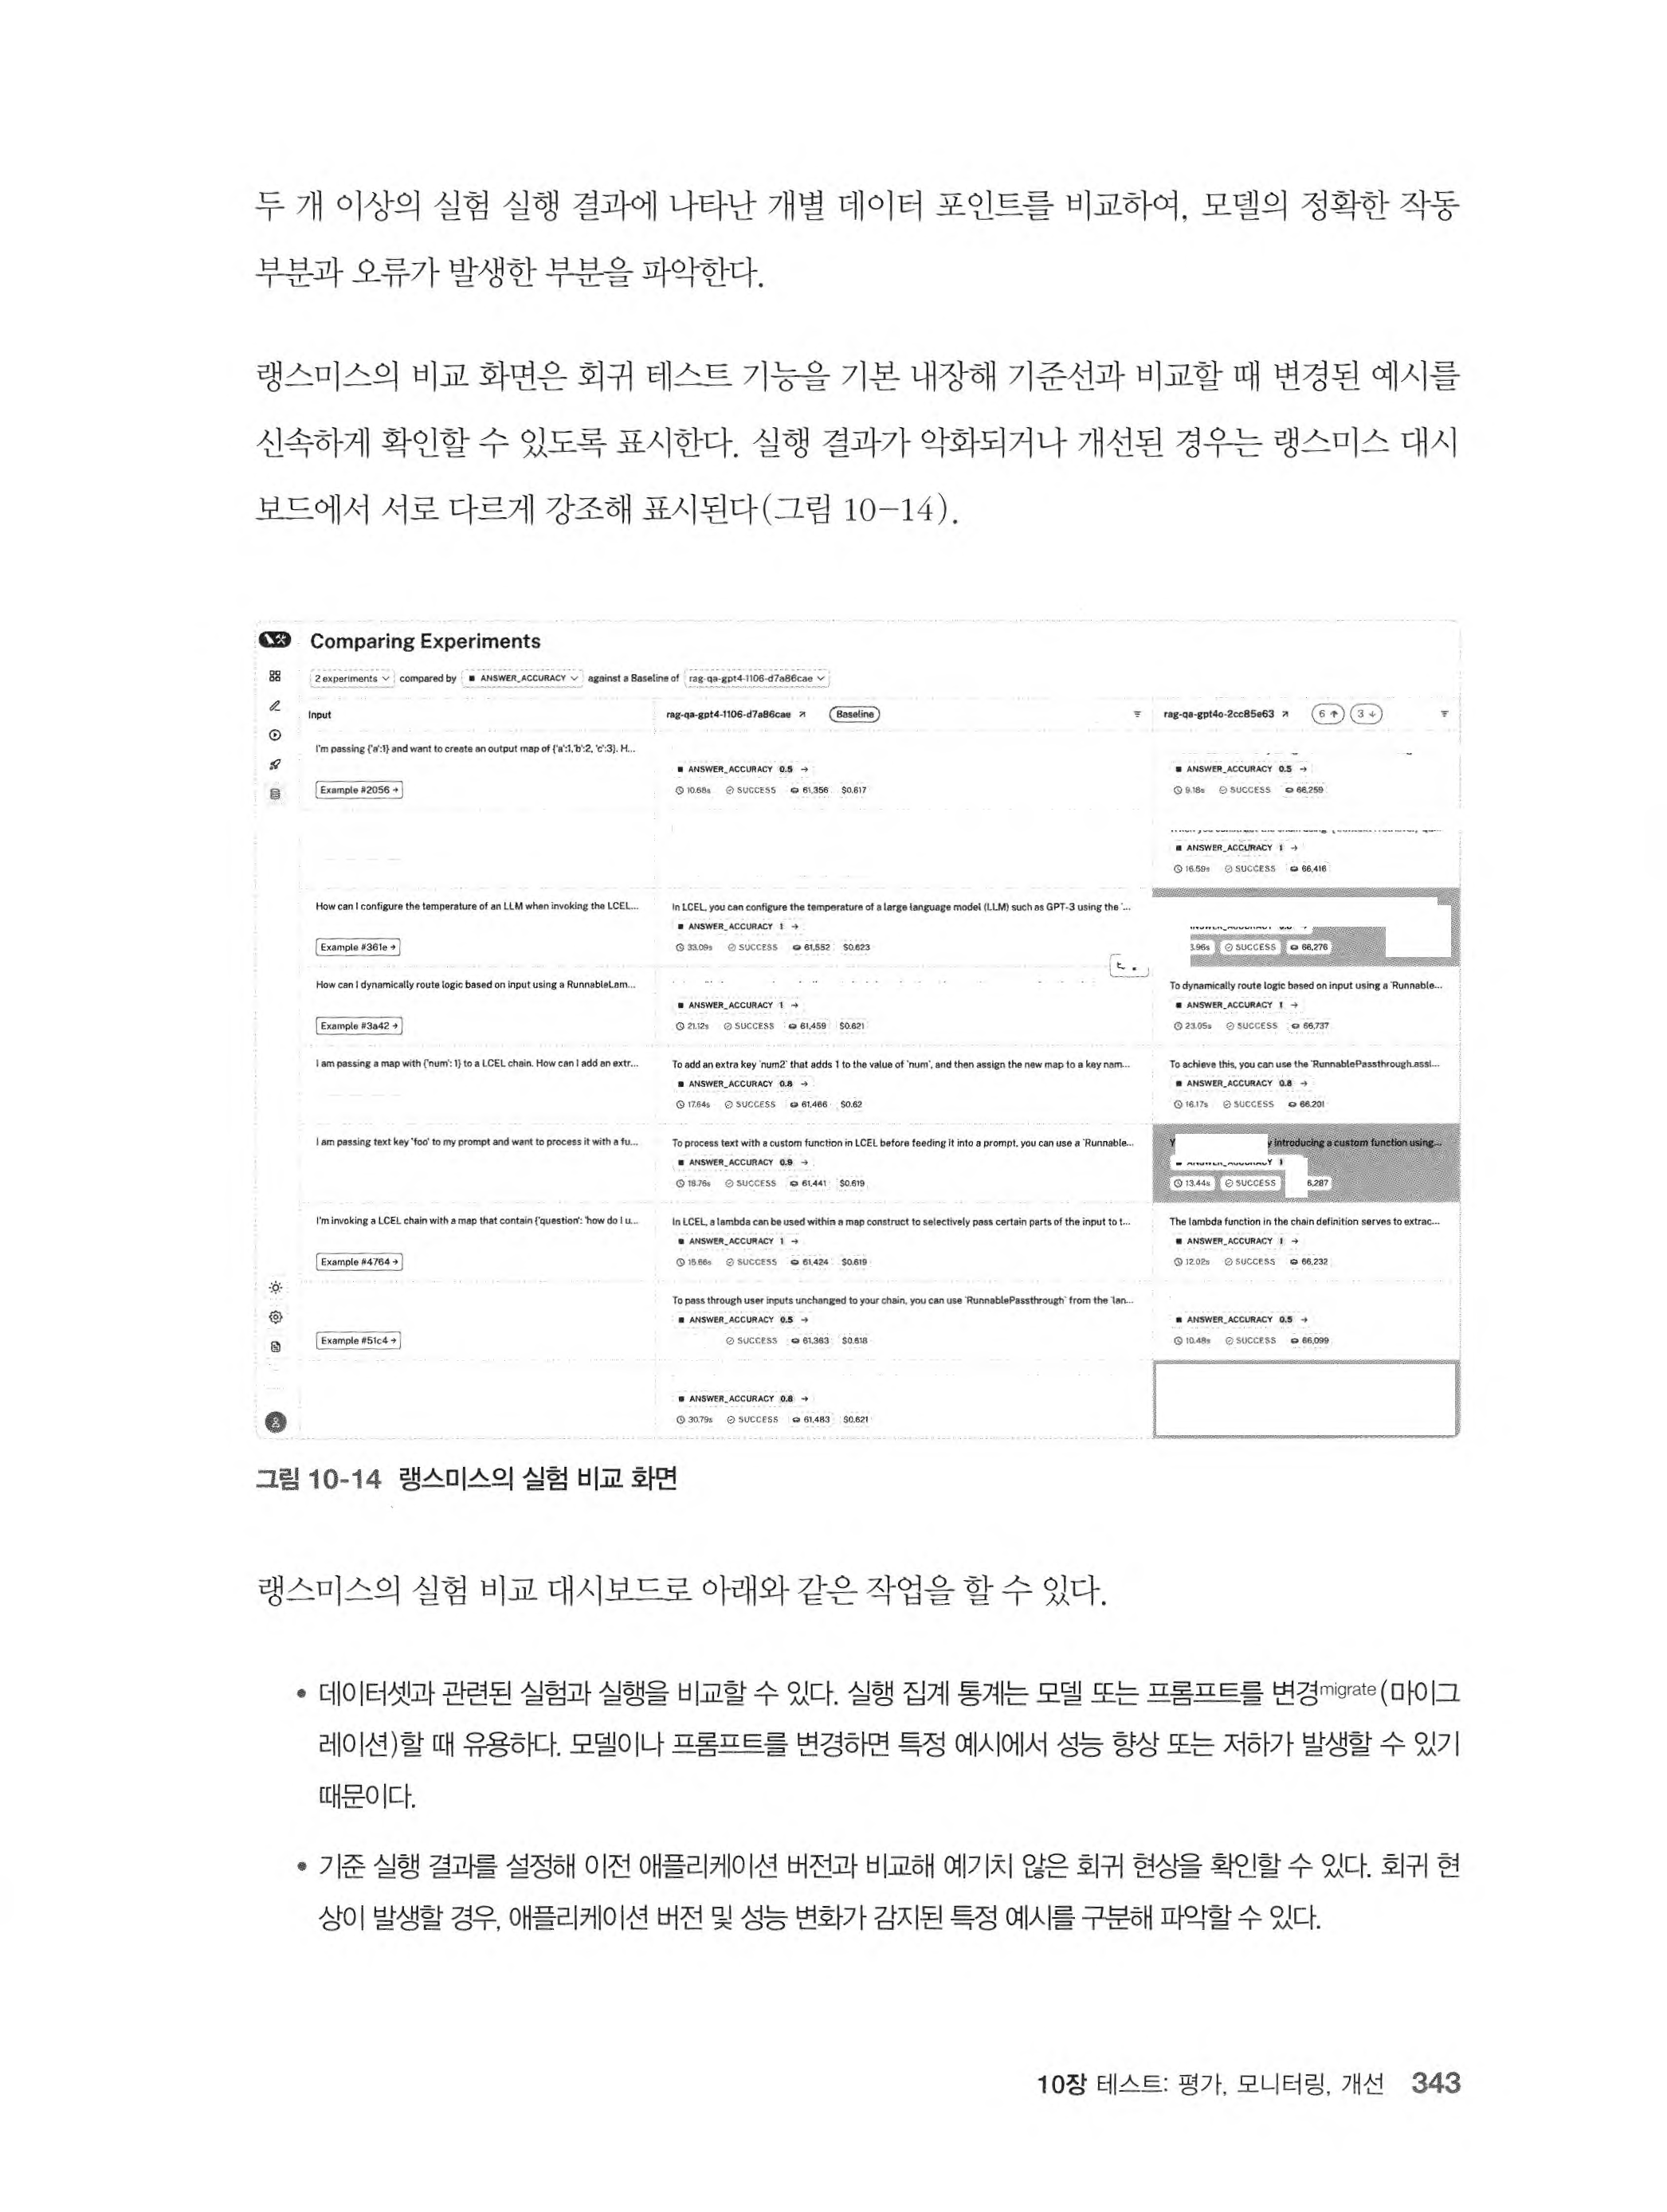 두 개 이상의 실험 실행 결과에 나타난 개별 데이터 포인트를 비교하여, 모델의 정확한 작동
부분과 오류가 발생한 부분을 파악한다.
랭스미스의 비교 화면은 회귀 테스트 기능을 기본 내장해 기준선과 비교할 때 변경된 예시를
신속하게 확인할 수 있도록 표시한다. 실행 결과가 악화되거나 개선된 경우는 랭스미스 대시
보드에서 서로 다르게 강조해 표시된다(그림 10-14).
Comparing Experiments
2 experiments compared by ANSWER_ACCURACY against a Baseline of rag-qa-gpt4-1106-d7a86cae
Input rag-qa-gpt4-1106-d7a86cae Baseline rag-qa-gpt4o-2cc85e63 6 3
I'm passing {'a':1} and want to create an output map of {'a':1,'b':2, 'c':3}. H...
ANSWER_ACCURACY 0.5 → ANSWER_ACCURACY 0.5 →
Example #2056 → 10.68s SUCCESS 61,356 $0.617 9.18s SUCCESS 66,259
ANSWER_ACCURACY 1 →
16.59s SUCCESS 66,416
How can I configure the temperature of an LLM when invoking the LCEL... In LCEL, you can configure the temperature of a large language model (LLM) such as GPT-3 using the '...
ANSWER_ACCURACY 1 →
Example #361e → 33.09s SUCCESS 61,552 $0.623 SUCCESS 66,276
How can I dynamically route logic based on input using a RunnableLam... To dynamically route logic based on input using a 'Runnable...
ANSWER_ACCURACY 1 → ANSWER_ACCURACY 1 →
Example #3a42 → 21.12s SUCCESS 61,459 $0.621 23.05s SUCCESS 66,737
I am passing a map with {'num': 1} to a LCEL chain. How can I add an extr... To add an extra key 'num2' that adds 1 to the value of 'num', and then assign the new map to a key nam... To achieve this, you can use the 'RunnablePassthrough.assi...
ANSWER_ACCURACY 0.8 → ANSWER_ACCURACY 0.8 →
17.64s SUCCESS 61,466 $0.62 16.17s SUCCESS 66,201
I am passing text key 'foo' to my prompt and want to process it with a fu... To process text with a custom function in LCEL before feeding it into a prompt, you can use a 'Runnable... introducing a custom function using...
ANSWER_ACCURACY 0.9 →
18.76s SUCCESS 61,441 $0.619 13.44s SUCCESS 6,287
I'm invoking a LCEL chain with a map that contain {'question': 'how do I u... In LCEL, a lambda can be used within a map construct to selectively pass certain parts of the input to t... The lambda function in the chain definition serves to extrac...
ANSWER_ACCURACY 1 → ANSWER_ACCURACY 1 →
Example #4764 → 15.66s SUCCESS 61,424 $0.619 12.02s SUCCESS 66,232
To pass through user inputs unchanged to your chain, you can use 'RunnablePassthrough' from the 'lan...
ANSWER_ACCURACY 0.5 → ANSWER_ACCURACY 0.5 →
Example #51c4 → SUCCESS 61,363 $0.618 10.48s SUCCESS 66,099
ANSWER_ACCURACY 0.8 →
30.79s SUCCESS 61,483 $0.621
그림 10-14 랭스미스의 실험 비교 화면
랭스미스의 실험 비교 대시보드로 아래와 같은 작업을 할 수 있다.
• 데이터셋과 관련된 실험과 실행을 비교할 수 있다. 실행 집계 통계는 모델 또는 프롬프트를 변경migrate(마이그
레이션)할 때 유용하다. 모델이나 프롬프트를 변경하면 특정 예시에서 성능 향상 또는 저하가 발생할 수 있기
때문이다.
• 기준 실행 결과를 설정해 이전 애플리케이션 버전과 비교해 예기치 않은 회귀 현상을 확인할 수 있다. 회귀 현
상이 발생할 경우, 애플리케이션 버전 및 성능 변화가 감지된 특정 예시를 구분해 파악할 수 있다.
10장 테스트: 평가, 모니터링, 개선 343